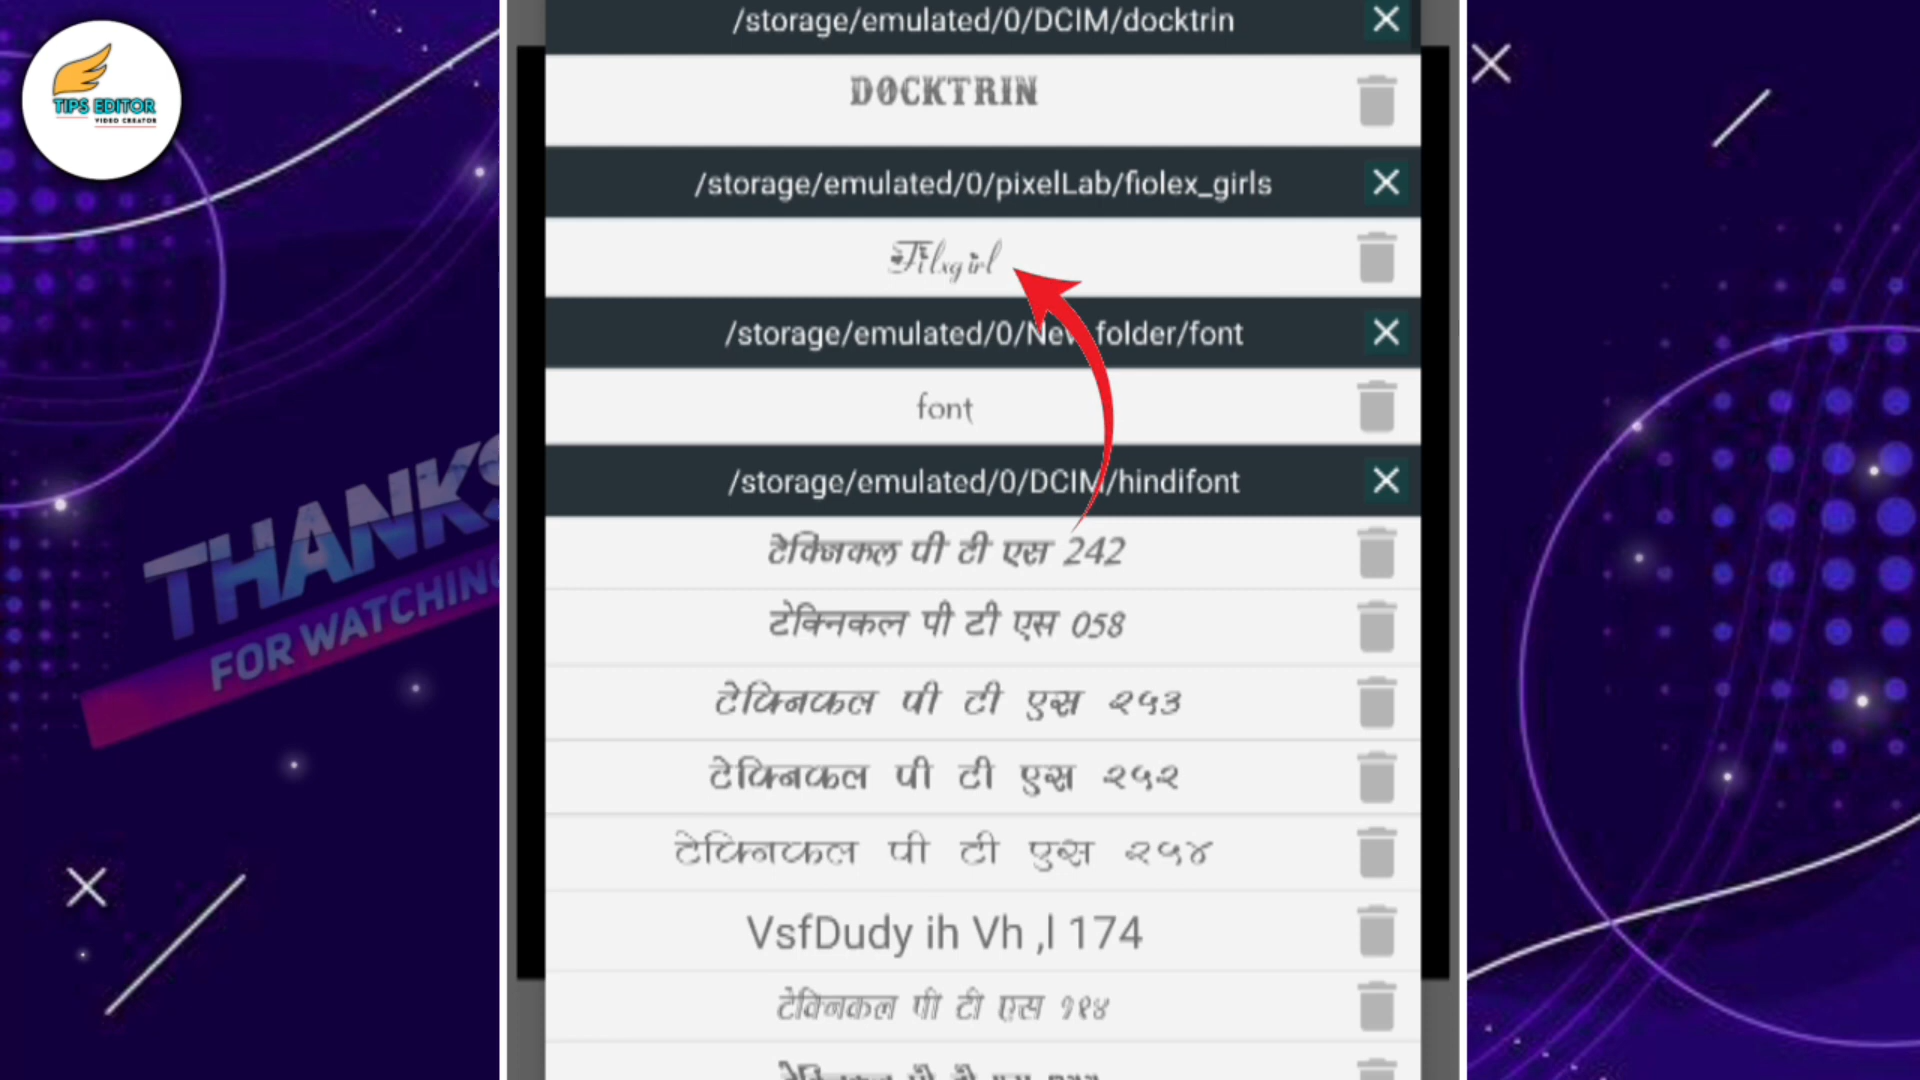 TIPS EDITOR
VIDEO CREATOR
/storage/emulated/0/DCIM/docktrin
DOCKTRIN
/storage/emulated/0/pixelLab/fiolex_girls
Filxgirl
/storage/emulated/0/New folder/font
font
/storage/emulated/0/DCIM/hindifont
टेक्निकल पी टी एस 242
टेक्निकल पी टी एस 058
टेक्निकल पी टी एस २५३
टेक्निकल पी टी एस २५२
टेक्निकल पी टी एस २५४
VsfDudy ih Vh ,l 174
टेक्निकल पी टी एस ११४
THANKS
FOR WATCHING